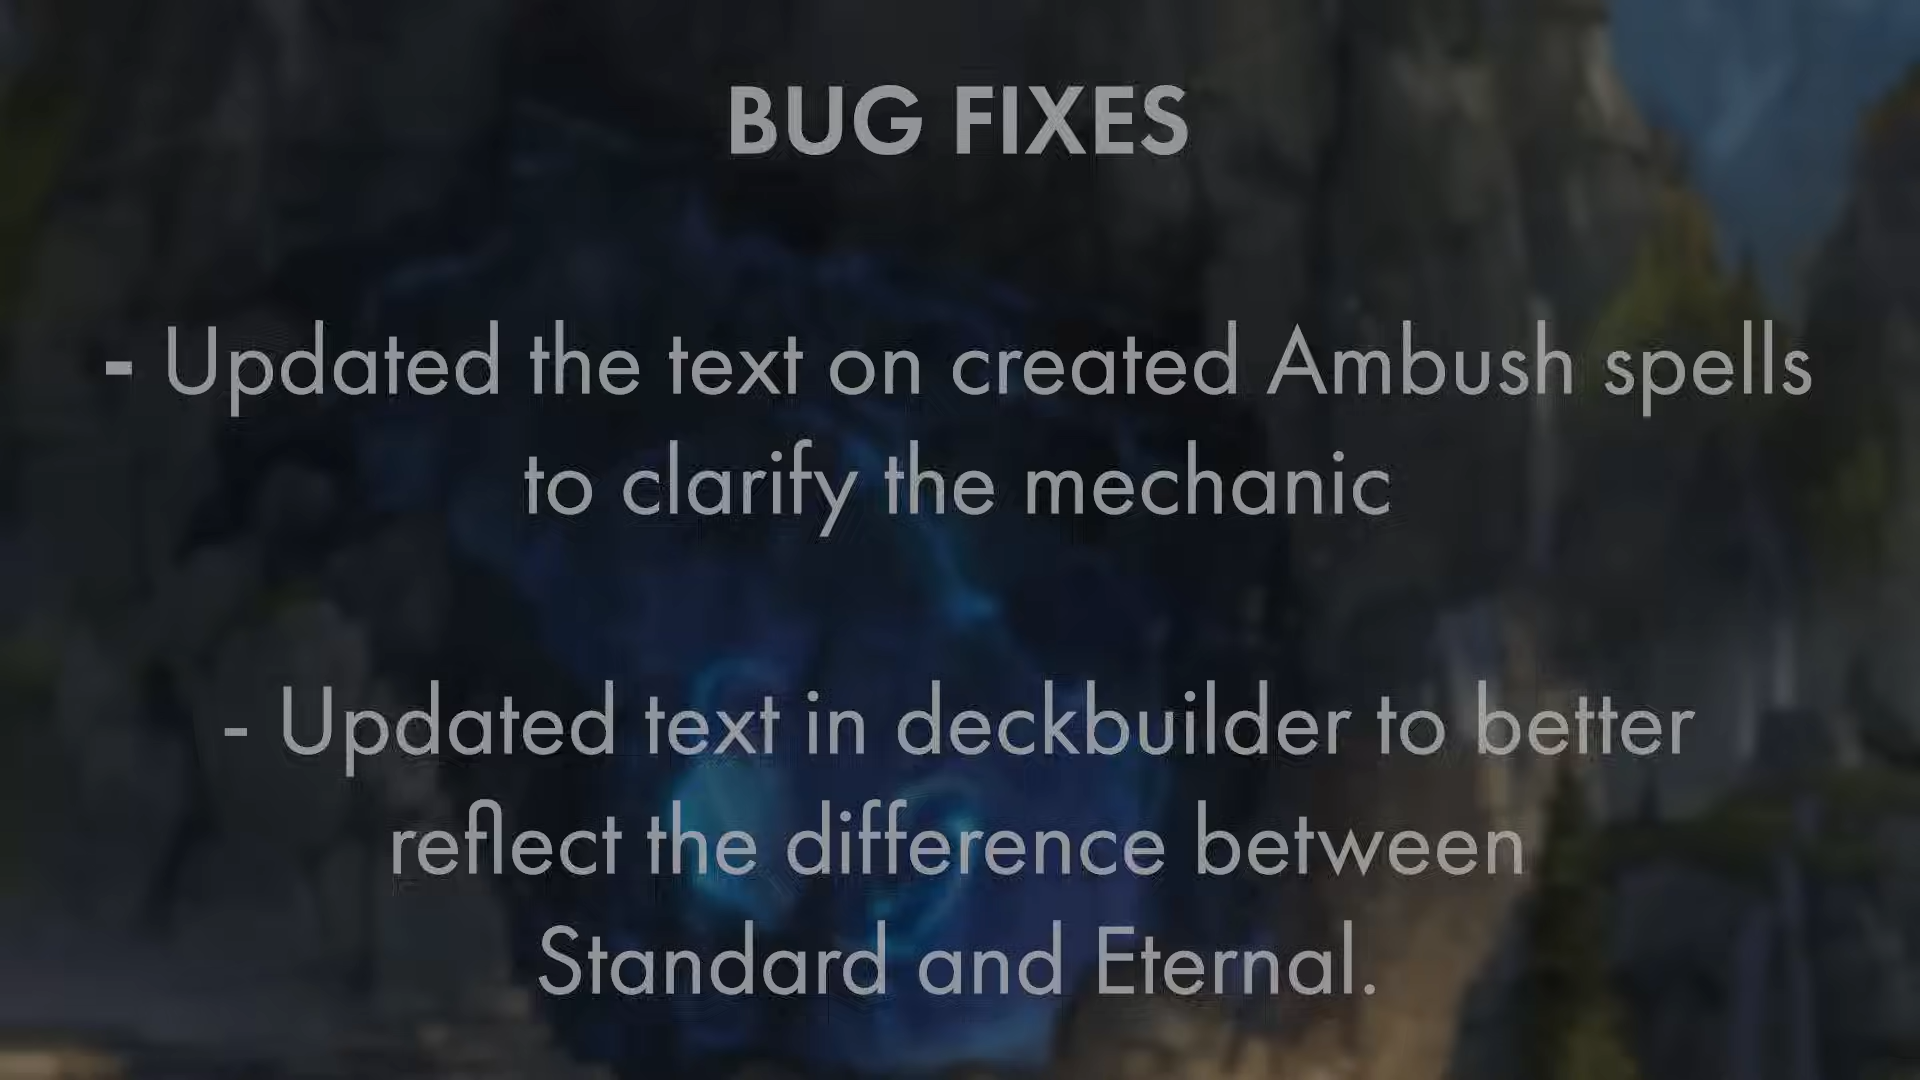 BUG FIXES
- Updated the text on created Ambush spells
to clarify the mechanic
- Updated text in deckbuilder to better
reflect the difference between
Standard and Eternal.